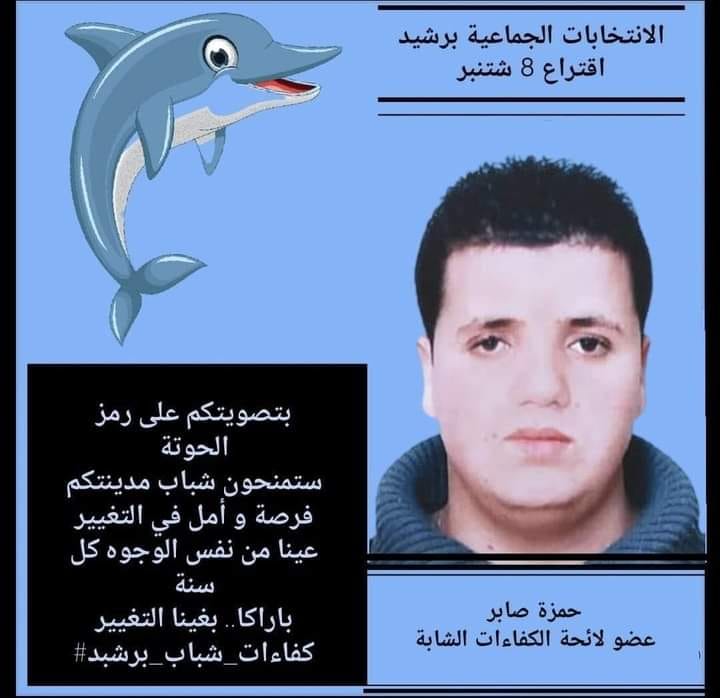 الانتخابات الجماعية برشيد
اقتراع 8 شتنبر
بتصويتكم على رمز
الحوتة
ستمنحون شباب مدينتكم
فرصة و أمل في التغيير
عينا من نفس الوجوه كل
سنة
باراكا.. بغينا التغيير
#كفاءات_شباب_برشبد
حمزة صابر
عضو لائحة الكفاءات الشابة